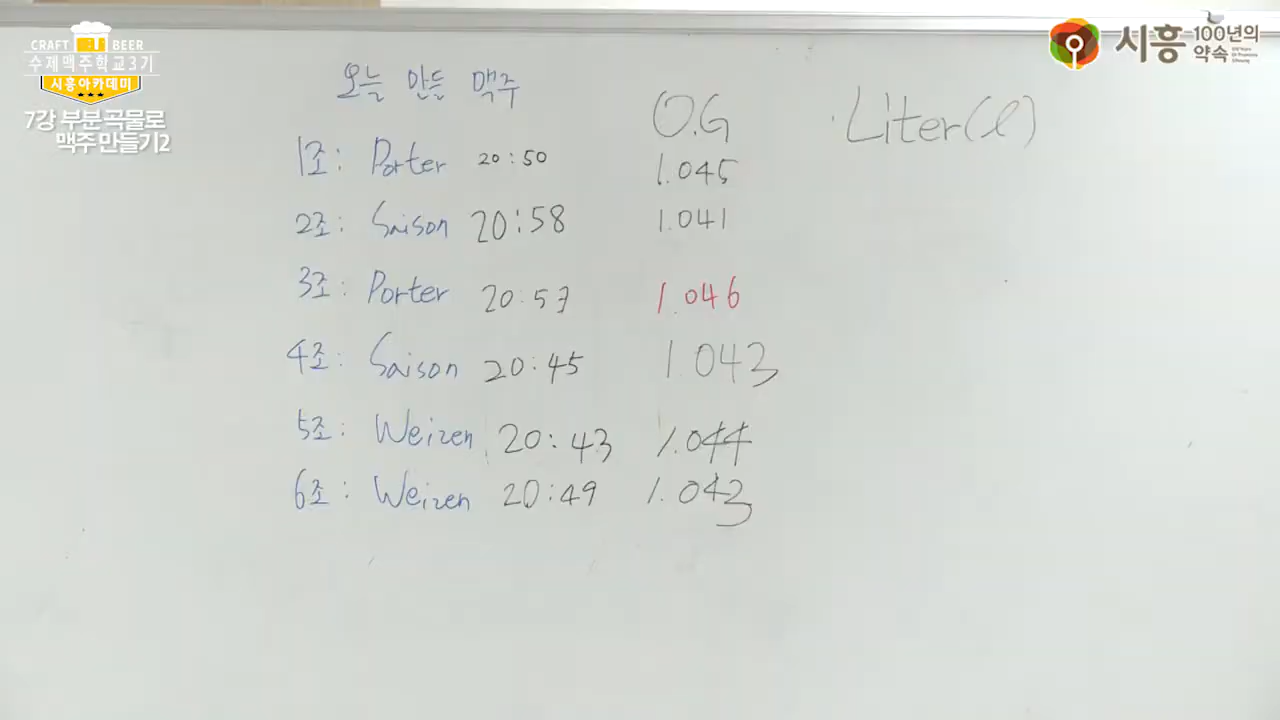 CRAFT BEER
수제맥주학교3기
시흥아카데미
7강 부분 곡물로
맥주 만들기2
시흥 100년의 약속
오늘 만든 맥주 O.G Liter(ℓ)
1조: Porter 20:50 1.045
2조: Saison 20:58 1.041
3조: Porter 20:57 1.046
4조: Saison 20:45 1.043
5조: Weizen 20:43 1.044
6조: Weizen 20:49 1.043